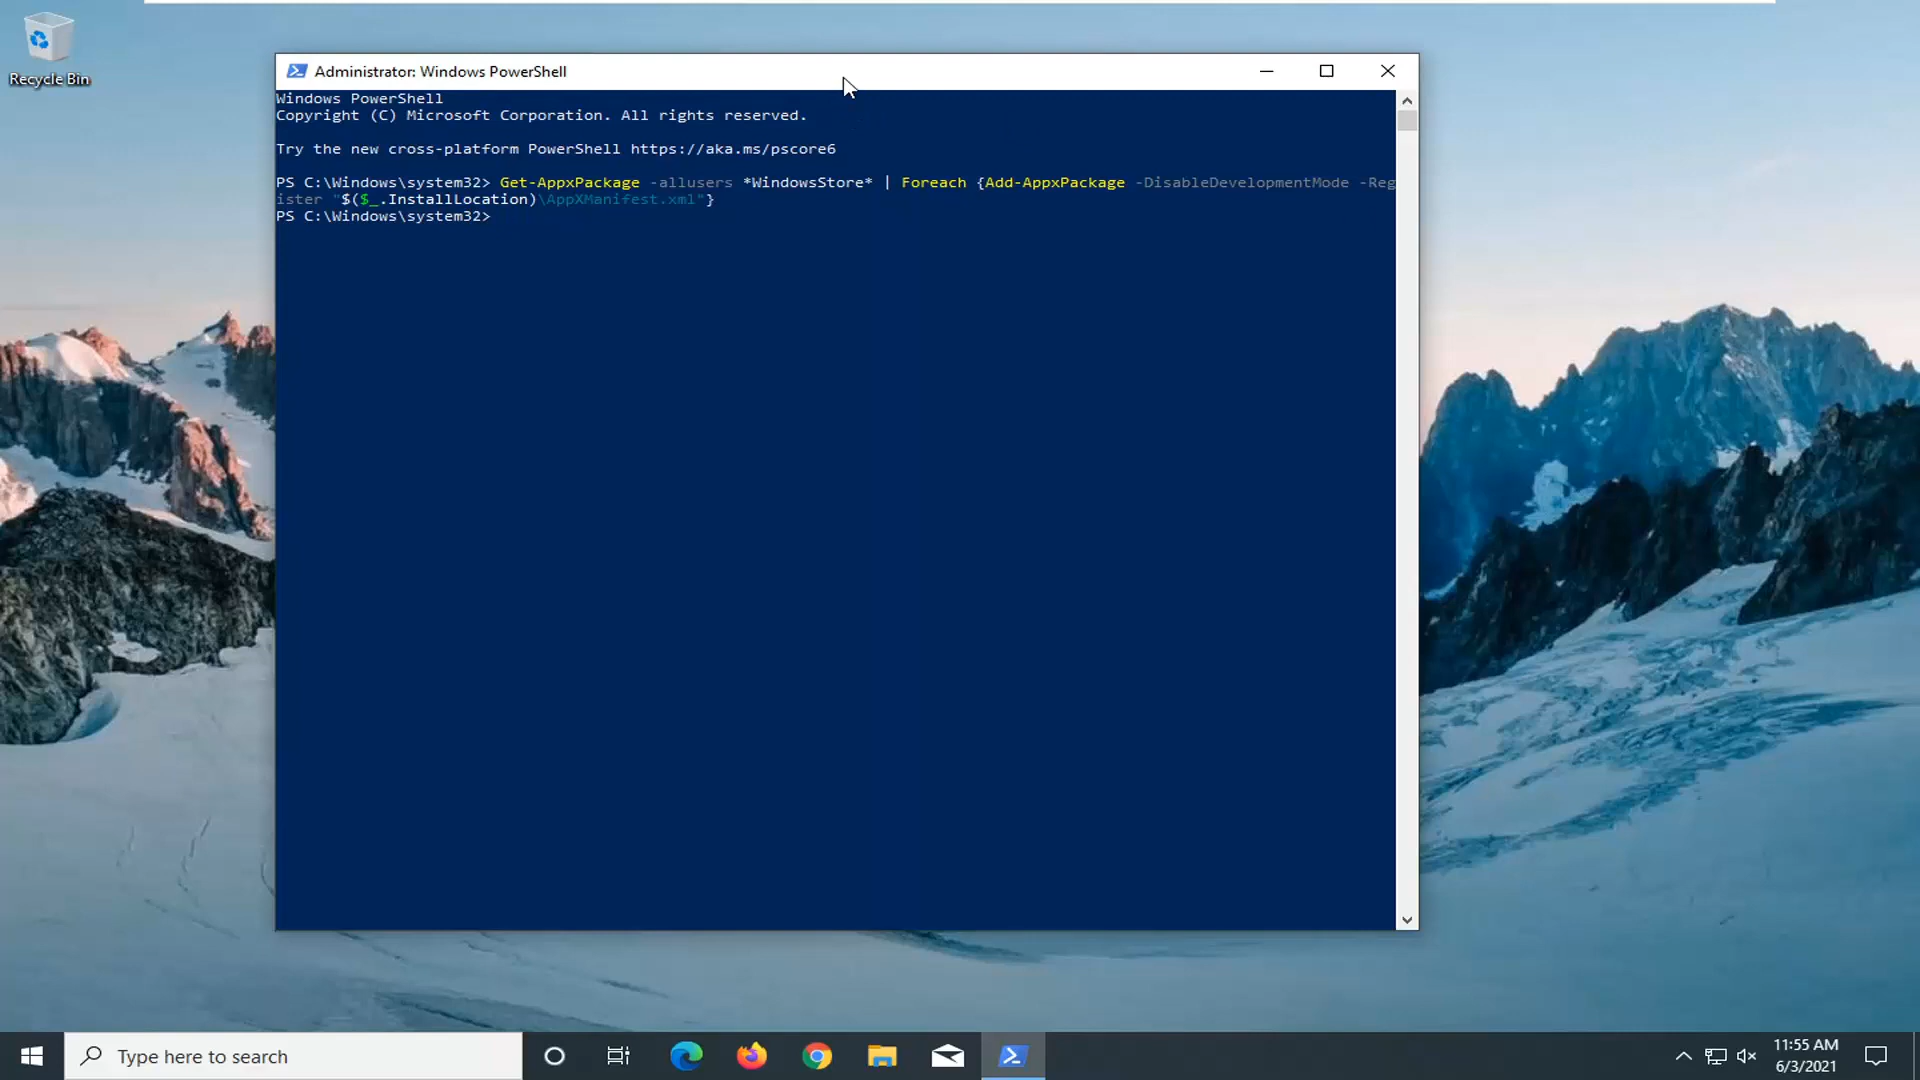 Recycle Bin
Administrator: Windows PowerShell
Windows PowerShell
Copyright (C) Microsoft Corporation. All rights reserved.
Try the new cross-platform PowerShell https://aka.ms/pscore6
PS C:\Windows\system32> Get-AppxPackage -allusers *WindowsStore* | Foreach {Add-AppxPackage -DisableDevelopmentMode -Reg
ister "$($_.InstallLocation)\AppXManifest.xml"}
PS C:\Windows\system32>
Type here to search
11:55 AM
6/3/2021